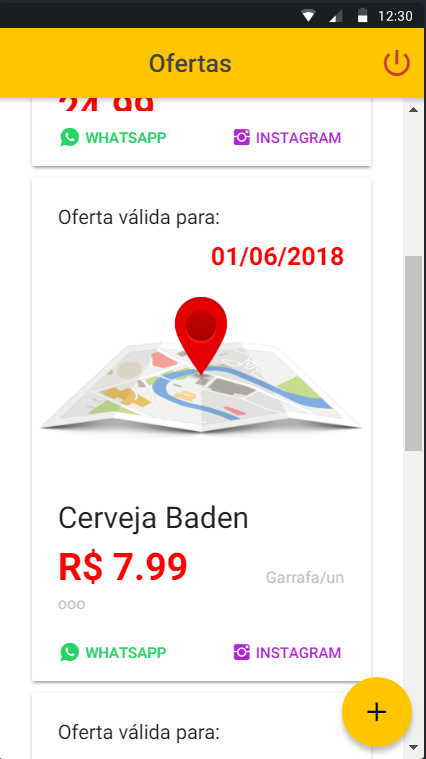 12:30
Ofertas
WHATSAPP INSTAGRAM
Oferta válida para:
01/06/2018
Cerveja Baden
R$ 7.99 Garrafa/un
ooo
WHATSAPP INSTAGRAM
Oferta válida para:
+